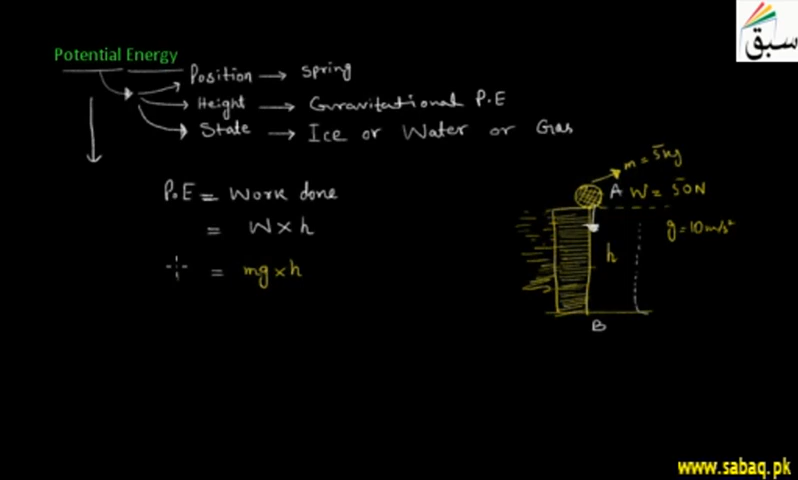 سبق
Potential Energy
Position → Spring
Height → Gravitational P.E
State → Ice or Water or Gas
m = 5kg
A W = 50N
P.E = Work done
g = 10m/s²
= W × h
h
= mg × h
B
www.sabaq.pk